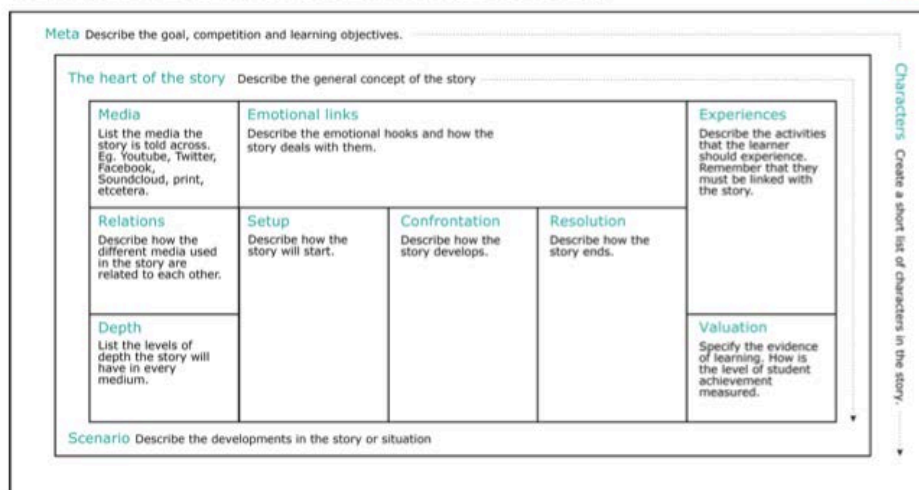 Meta Describe the goal, competition and learning objectives.
The heart of the story Describe the general concept of the story
Media
List the media the
story is told across.
Eg. Youtube, Twitter,
Facebook,
Soundcloud, print,
etcetera.
Emotional links
Describe the emotional hooks and how the
story deals with them.
Experiences
Describe the activities
that the learner
should experience.
Remember that they
must be linked with
the story.
Relations
Describe how the
different media used
in the story are
related to each other.
Setup
Describe how the
story will start.
Confrontation
Describe how the
story develops.
Resolution
Describe how the
story ends.
Depth
List the levels of
depth the story will
have in every
medium.
Valuation
Specify the evidence
of learning. How is
the level of student
achievement
measured.
Scenario Describe the developments in the story or situation
Characters Create a short list of characters in the story.